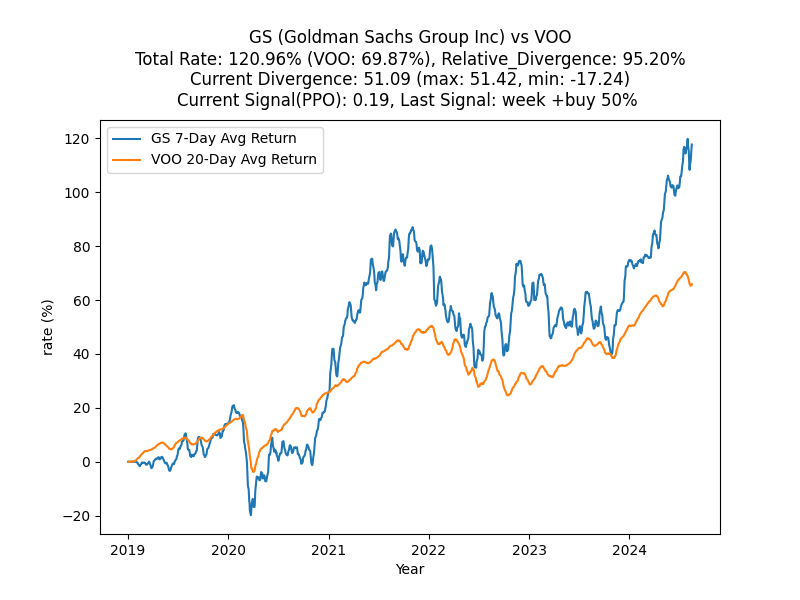 GS (Goldman Sachs Group Inc) vs VOO
Total Rate: 120.96% (VOO: 69.87%), Relative_Divergence: 95.20%
Current Divergence: 51.09 (max: 51.42, min: -17.24)
Current Signal(PPO): 0.19, Last Signal: week +buy 50%
GS 7-Day Avg Return
VOO 20-Day Avg Return
rate (%)
120
100
80
60
40
20
0
−20
2019 2020 2021 2022 2023 2024
Year